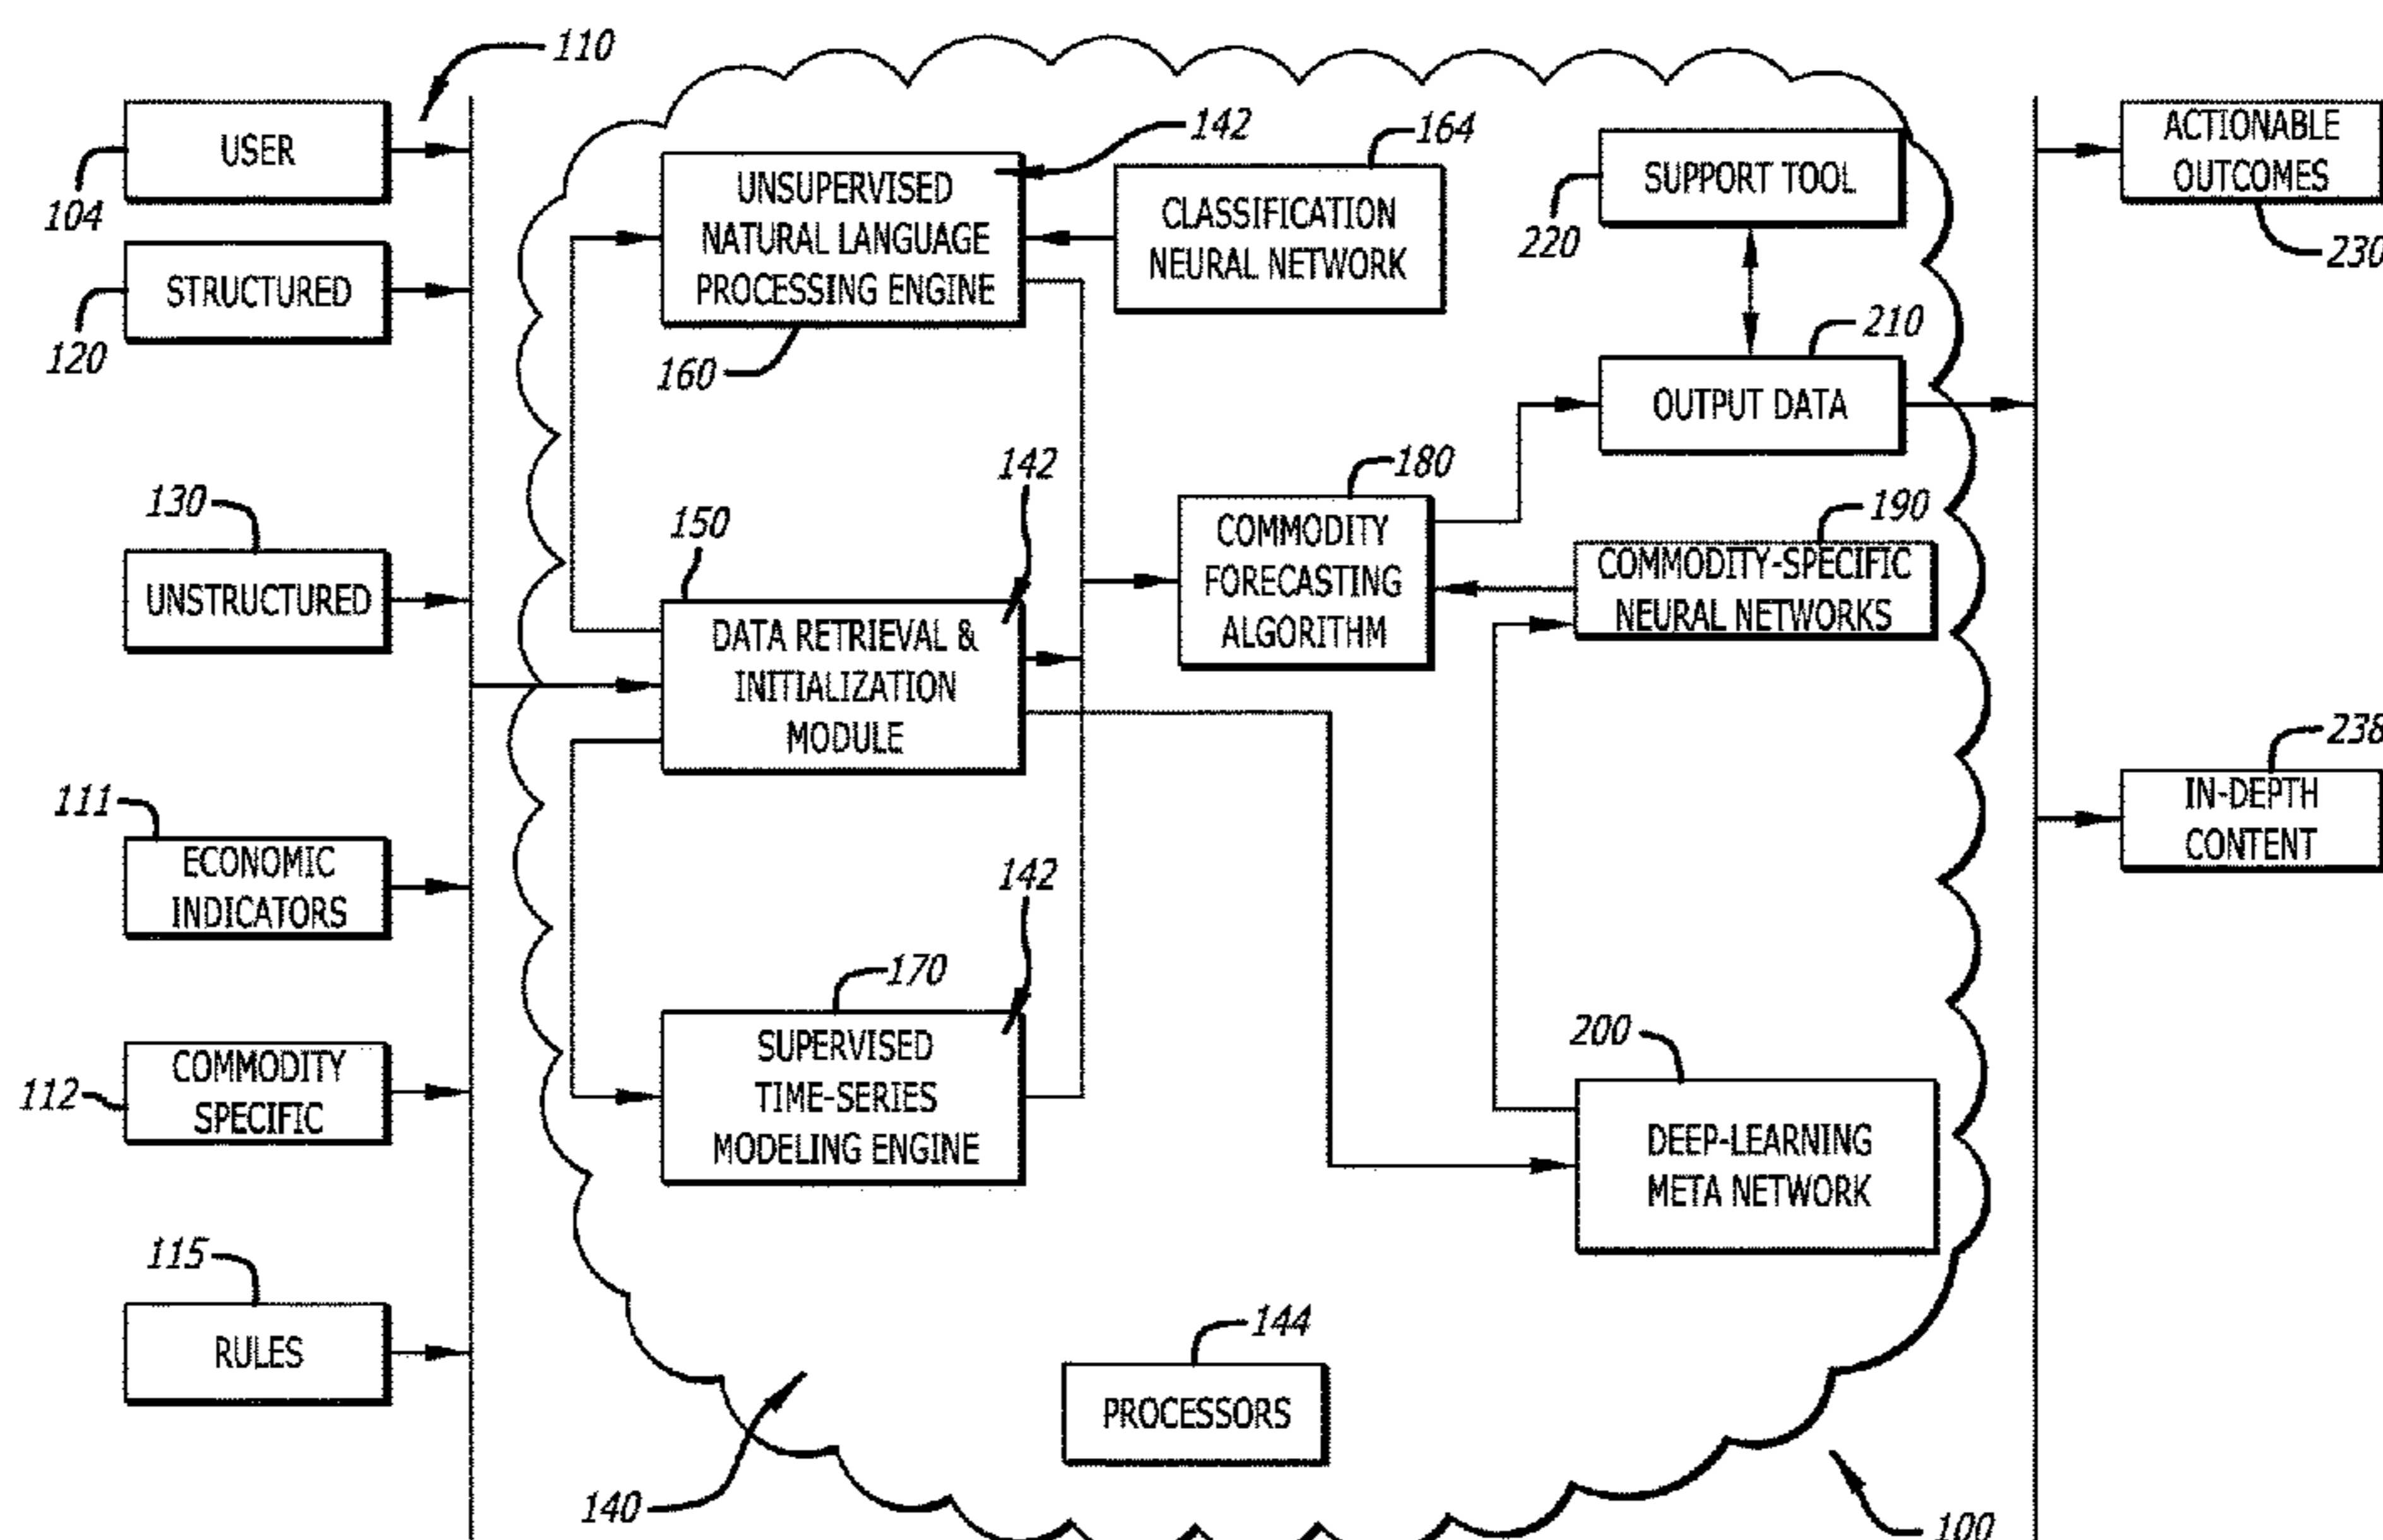 110
USER
104
STRUCTURED
120
130
UNSTRUCTURED
111
ECONOMIC
INDICATORS
112
COMMODITY
SPECIFIC
115
RULES
142
UNSUPERVISED
NATURAL LANGUAGE
PROCESSING ENGINE
160
164
CLASSIFICATION
NEURAL NETWORK
142
150
DATA RETRIEVAL &
INITIALIZATION
MODULE
142
170
SUPERVISED
TIME-SERIES
MODELING ENGINE
180
COMMODITY
FORECASTING
ALGORITHM
SUPPORT TOOL
220
210
OUTPUT DATA
190
COMMODITY-SPECIFIC
NEURAL NETWORKS
200
DEEP-LEARNING
META NETWORK
144
PROCESSORS
140
100
ACTIONABLE
OUTCOMES
230
238
IN-DEPTH
CONTENT